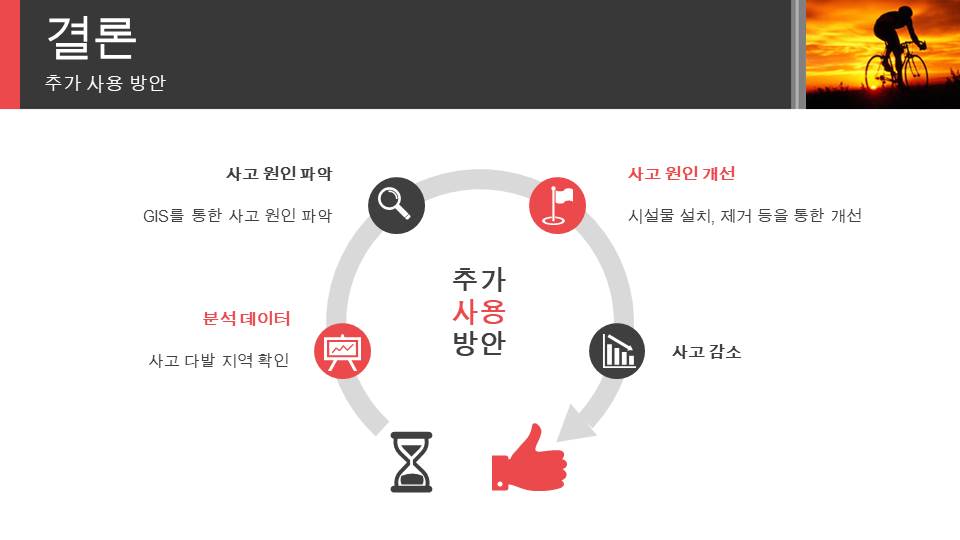 결론
추가 사용 방안
사고 원인 파악
GIS를 통한 사고 원인 파악
사고 원인 개선
시설물 설치, 제거 등을 통한 개선
추가
사용
방안
분석 데이터
사고 다발 지역 확인
사고 감소